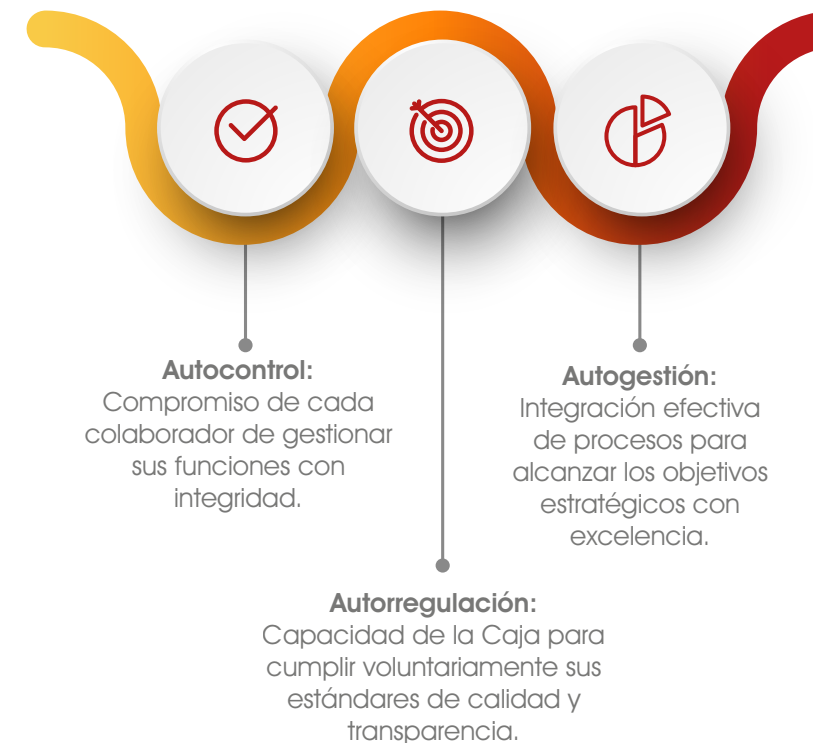 Autocontrol:
Compromiso de cada
colaborador de gestionar
sus funciones con
integridad.
Autorregulación:
Capacidad de la Caja para
cumplir voluntariamente sus
estándares de calidad y
transparencia.
Autogestión:
Integración efectiva
de procesos para
alcanzar los objetivos
estratégicos con
excelencia.